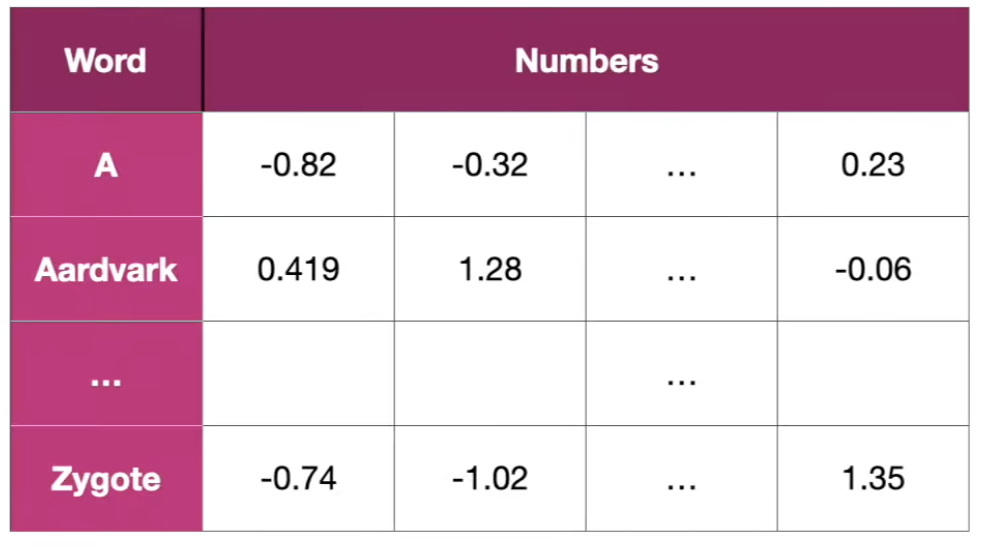 Word Numbers
A -0.82 -0.32 ... 0.23
Aardvark 0.419 1.28 ... -0.06
... ...
Zygote -0.74 -1.02 ... 1.35